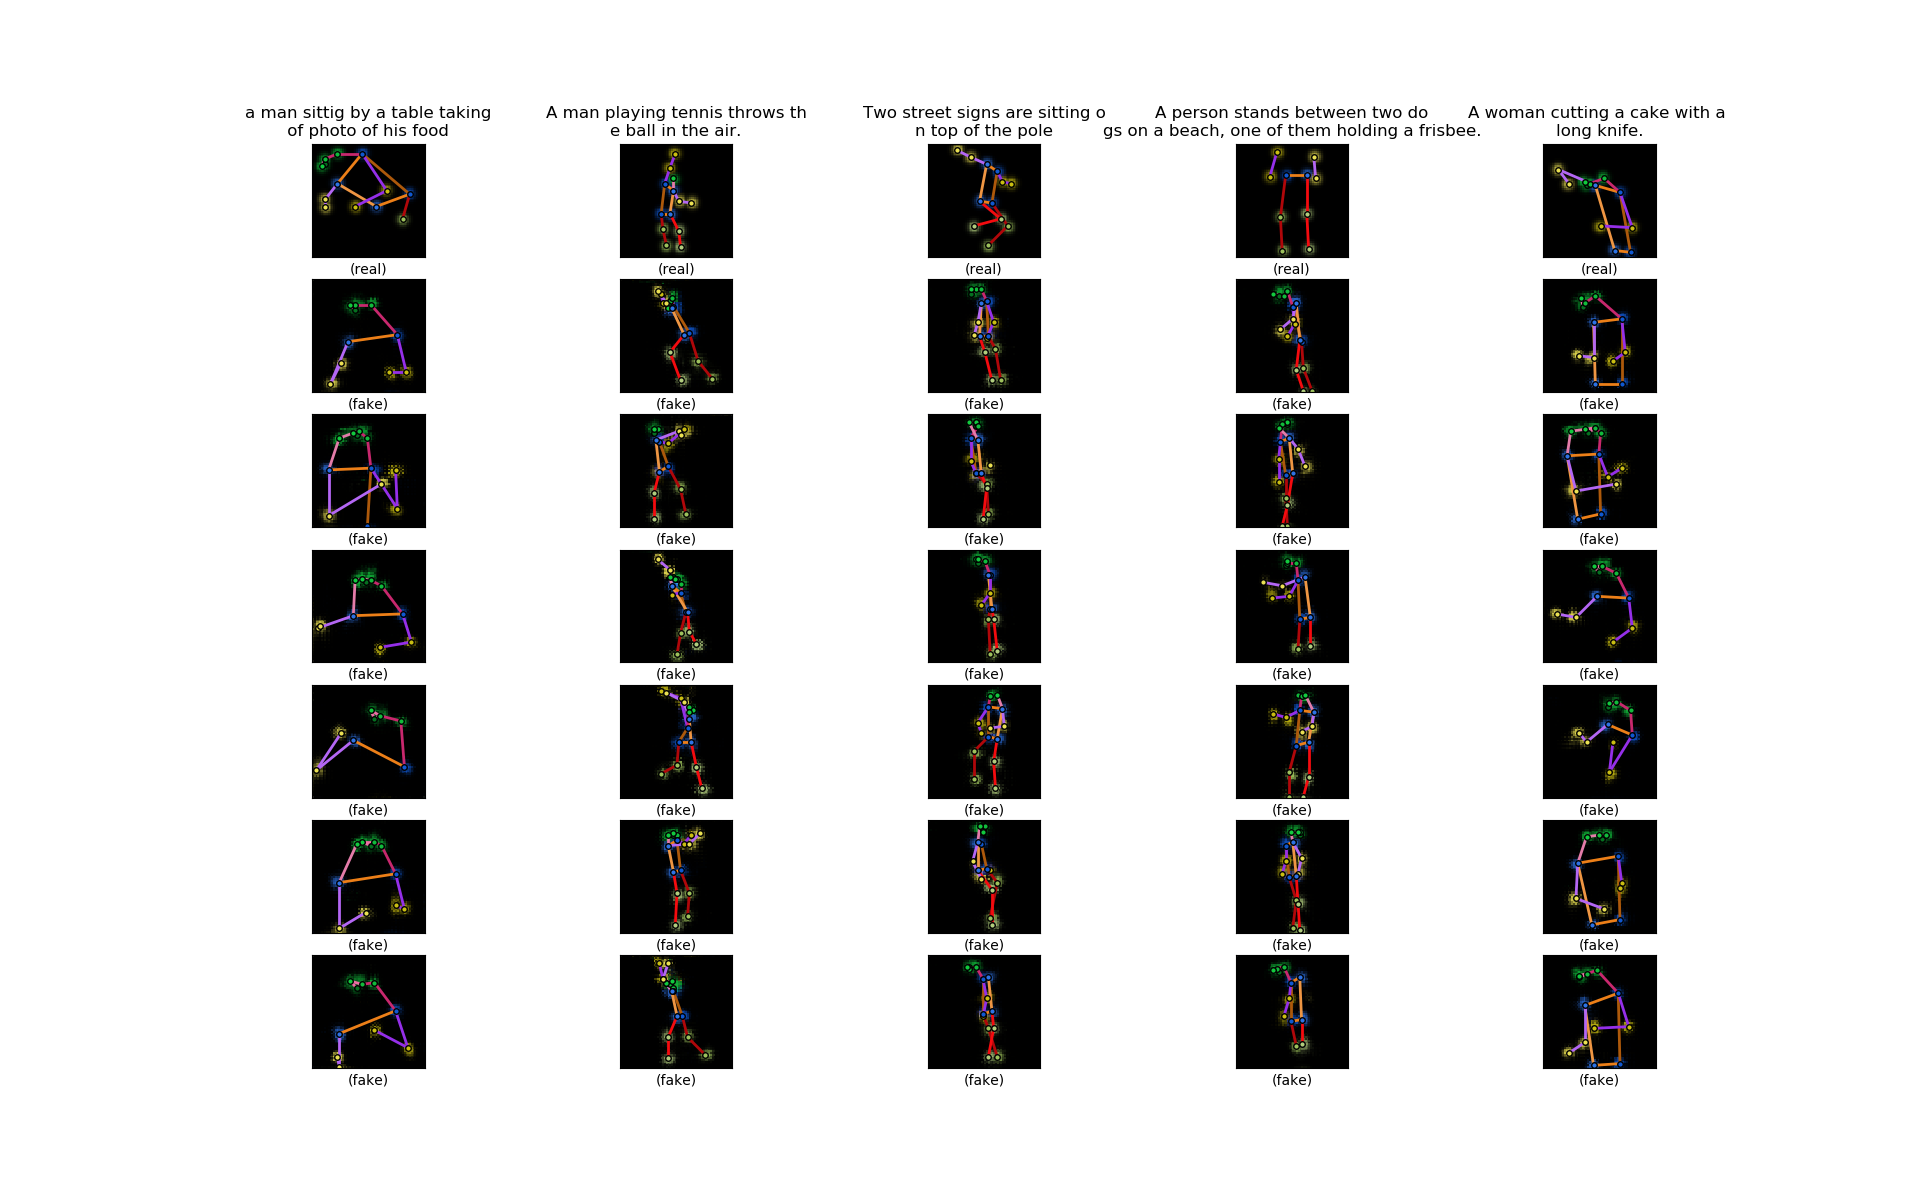 a man sittig by a table taking
of photo of his food
A man playing tennis throws th
e ball in the air.
Two street signs are sitting o
n top of the pole
A person stands between two do
gs on a beach, one of them holding a frisbee.
A woman cutting a cake with a
long knife.
(real) (real) (real) (real) (real)
(fake) (fake) (fake) (fake) (fake)
(fake) (fake) (fake) (fake) (fake)
(fake) (fake) (fake) (fake) (fake)
(fake) (fake) (fake) (fake) (fake)
(fake) (fake) (fake) (fake) (fake)
(fake) (fake) (fake) (fake) (fake)